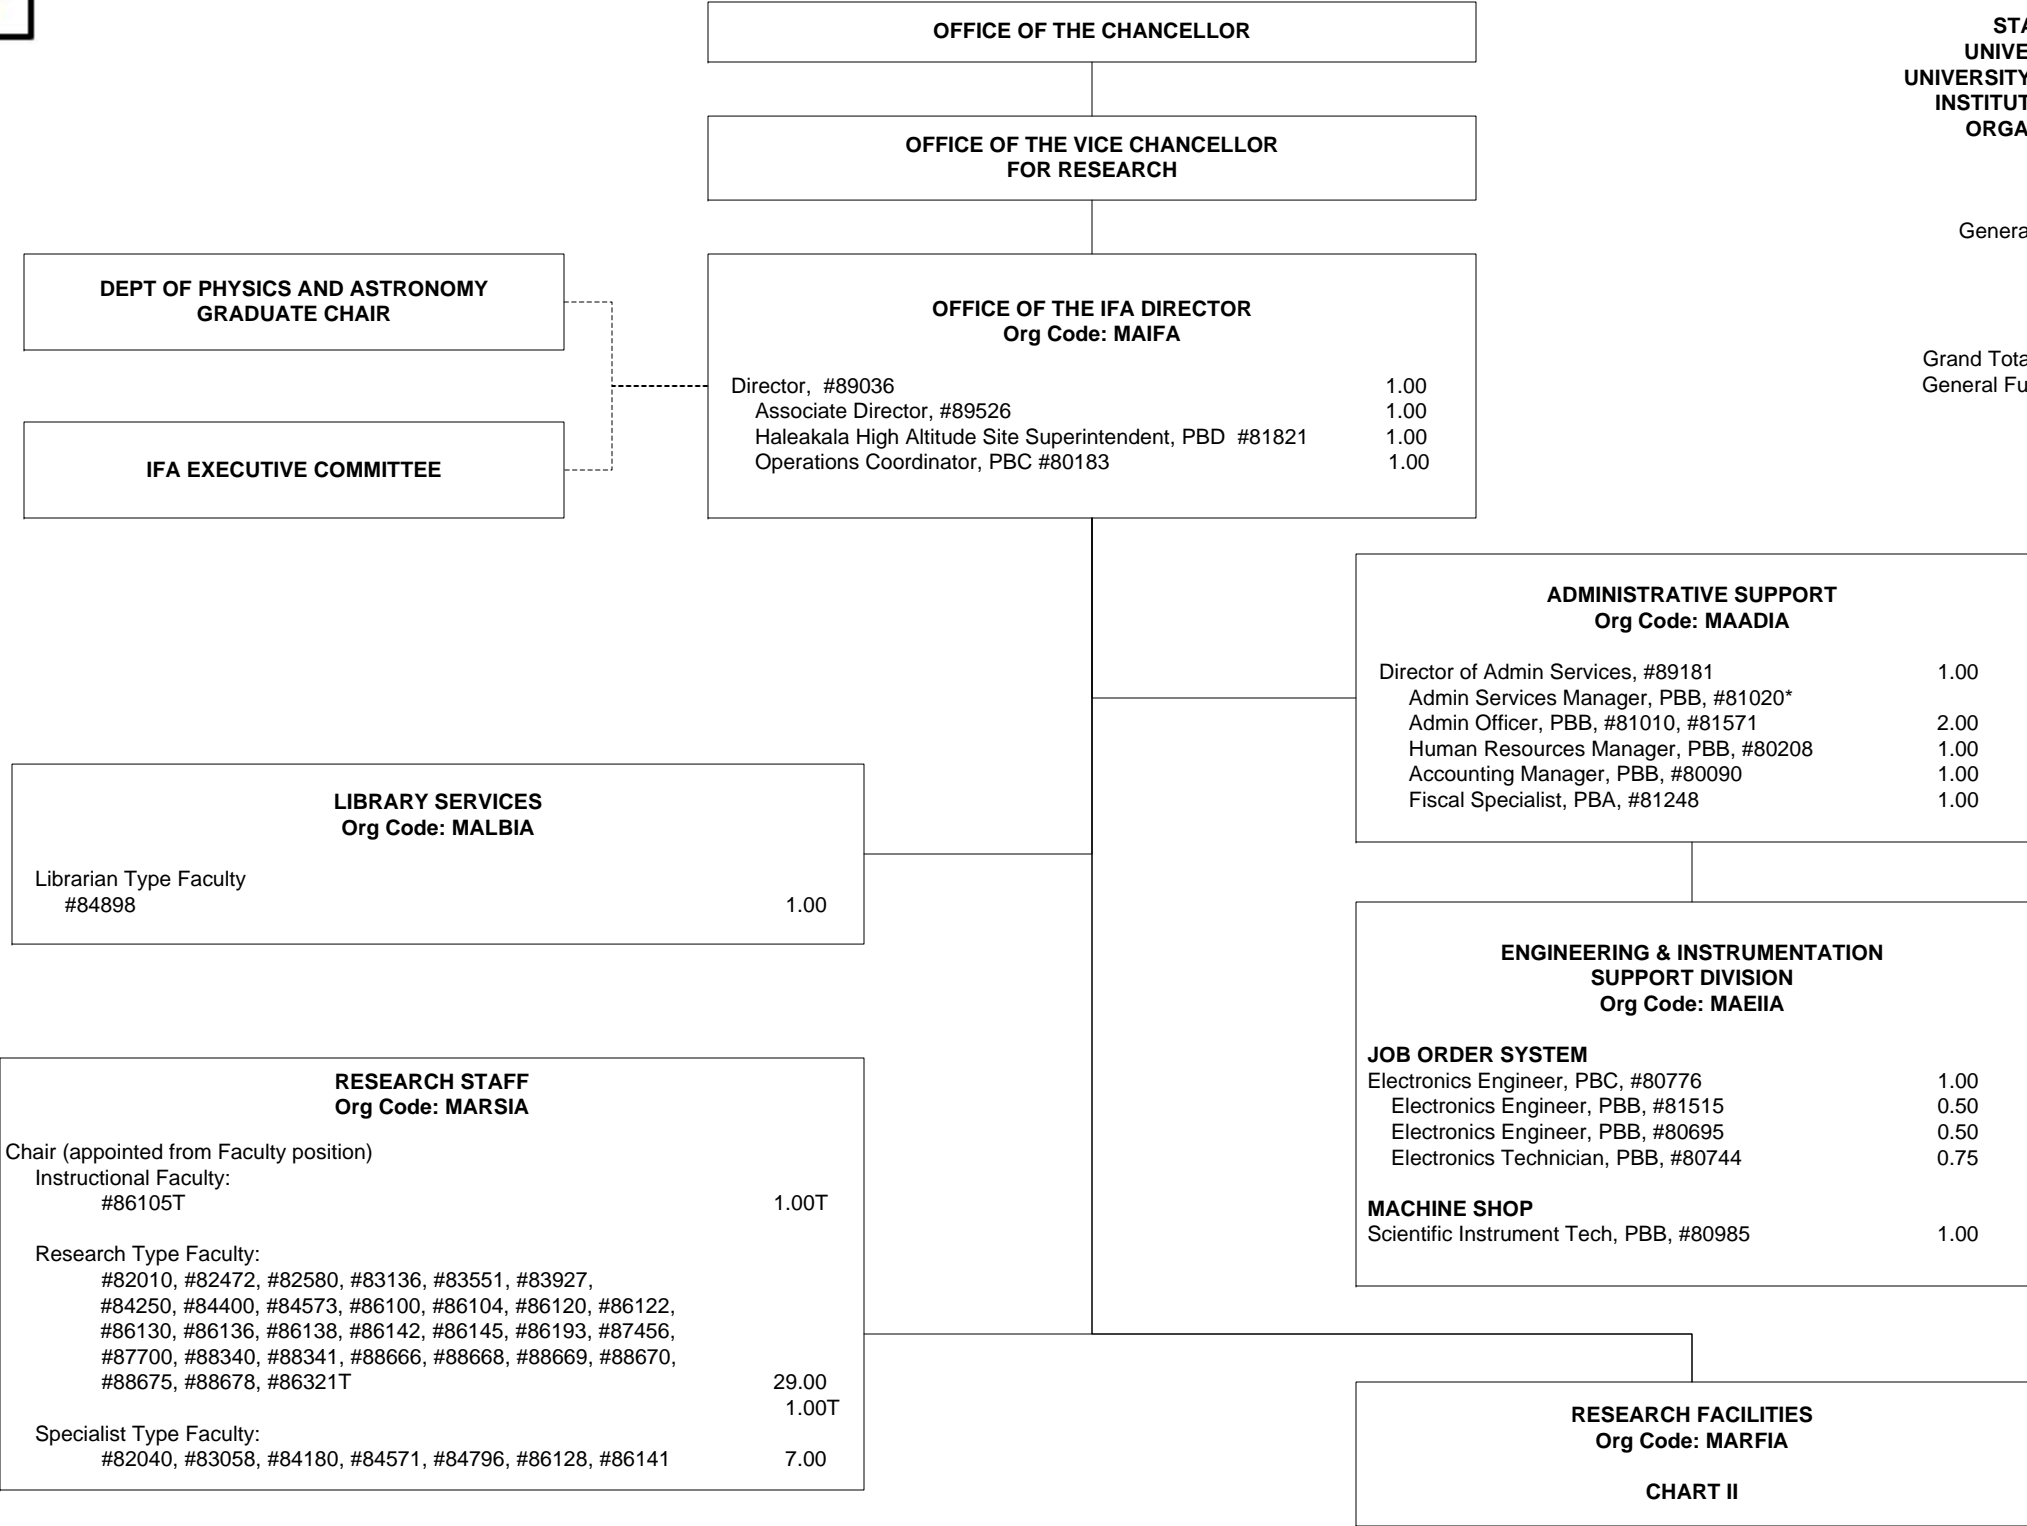 OFFICE OF THE CHANCELLOR
OFFICE OF THE VICE CHANCELLOR
FOR RESEARCH
DEPT OF PHYSICS AND ASTRONOMY
GRADUATE CHAIR
IFA EXECUTIVE COMMITTEE
OFFICE OF THE IFA DIRECTOR
Org Code: MAIFA
Director, #89036 1.00
Associate Director, #89526 1.00
Haleakala High Altitude Site Superintendent, PBD #81821 1.00
Operations Coordinator, PBC #80183 1.00
Grand
General
ADMINISTRATIVE SUPPORT
Org Code: MAADIA
Director of Admin Services, #89181 1.00
Admin Services Manager, PBB, #81020*
Admin Officer, PBB, #81010, #81571 2.00
Human Resources Manager, PBB, #80208 1.00
Accounting Manager, PBB, #80090 1.00
Fiscal Specialist, PBA, #81248 1.00
LIBRARY SERVICES
Org Code: MALBIA
Librarian Type Faculty
#84898 1.00
ENGINEERING & INSTRUMENTATION
SUPPORT DIVISION
Org Code: MAEIIA
JOB ORDER SYSTEM
Electronics Engineer, PBC, #80776 1.00
Electronics Engineer, PBB, #81515 0.50
Electronics Engineer, PBB, #80695 0.50
Electronics Technician, PBB, #80744 0.75
MACHINE SHOP
Scientific Instrument Tech, PBB, #80985 1.00
RESEARCH STAFF
Org Code: MARSIA
Chair (appointed from Faculty position)
Instructional Faculty:
#86105T 1.00T
Research Type Faculty:
#82010, #82472, #82580, #83136, #83551, #83927,
#84250, #84400, #84573, #86100, #86104, #86120, #86122,
#86130, #86136, #86138, #86142, #86145, #86193, #87456,
#87700, #88340, #88341, #88666, #88668, #88669, #88670,
#88675, #88678, #86321T 29.00
1.00T
Specialist Type Faculty:
#82040, #83058, #84180, #84571, #84796, #86128, #86141 7.00
RESEARCH FACILITIES
Org Code: MARFIA
CHART II